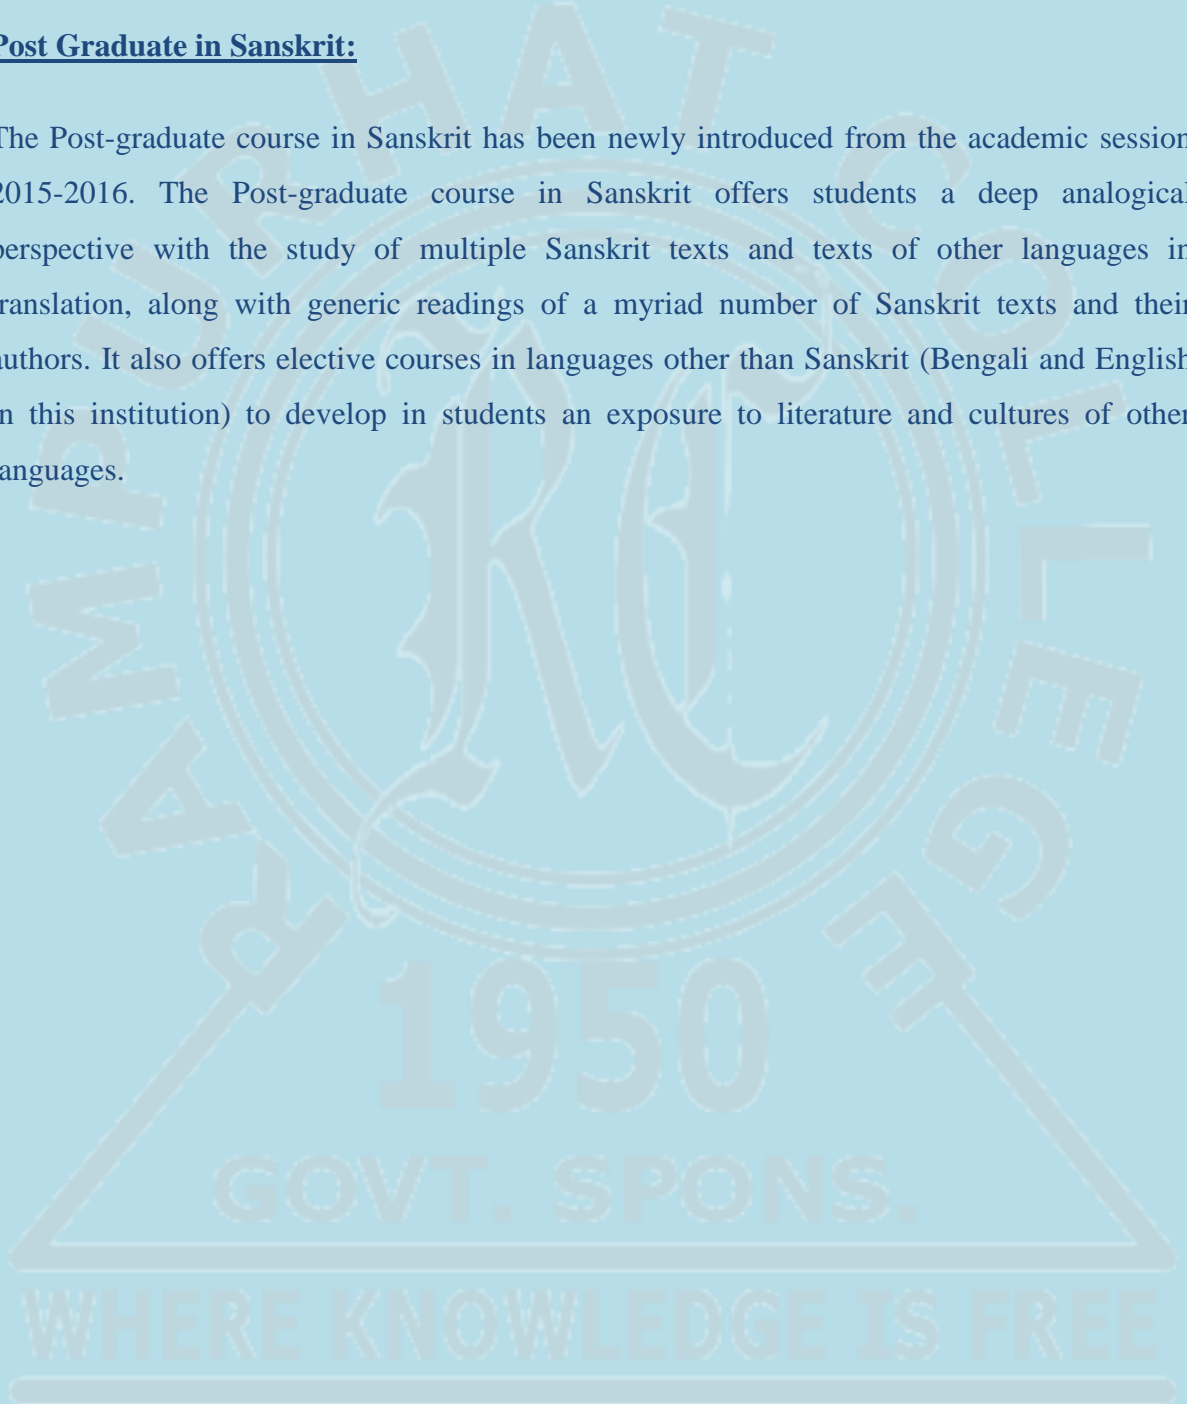 Post Graduate in Sanskrit:
The Post-graduate course in Sanskrit has been newly introduced from the academic session
2015-2016. The Post-graduate course in Sanskrit offers students a deep analogical
perspective with the study of multiple Sanskrit texts and texts of other languages in
translation, along with generic readings of a myriad number of Sanskrit texts and their
authors. It also offers elective courses in languages other than Sanskrit (Bengali and English
in this institution) to develop in students an exposure to literature and cultures of other
languages.
RAMPURHAT COLLEGE
RC
1950
GOVT. SPONS.
WHERE KNOWLEDGE IS FREE